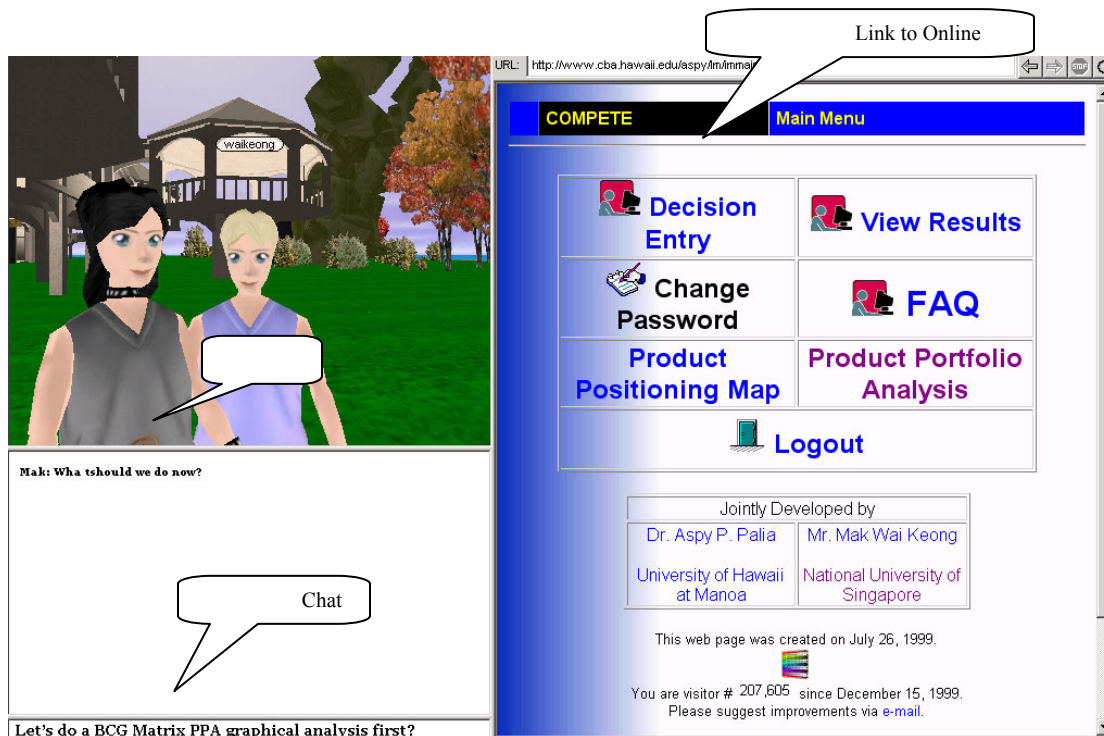 Link to Online
URL: http://www.cba.hawaii.edu/aspy/lm/immai
STOP
COMPETE
Main Menu
waikeong
Decision
Entry
View Results
Change
Password
FAQ
Product
Positioning Map
Product Portfolio
Analysis
Logout
Mak: Wha tshould we do now?
Jointly Developed by
Dr. Aspy P. Palia
University of Hawaii
at Manoa
Mr. Mak Wai Keong
National University of
Singapore
Chat
This web page was created on July 26, 1999.
You are visitor # 207,605 since December 15, 1999.
Please suggest improvements via e-mail.
Let's do a BCG Matrix PPA graphical analysis first?